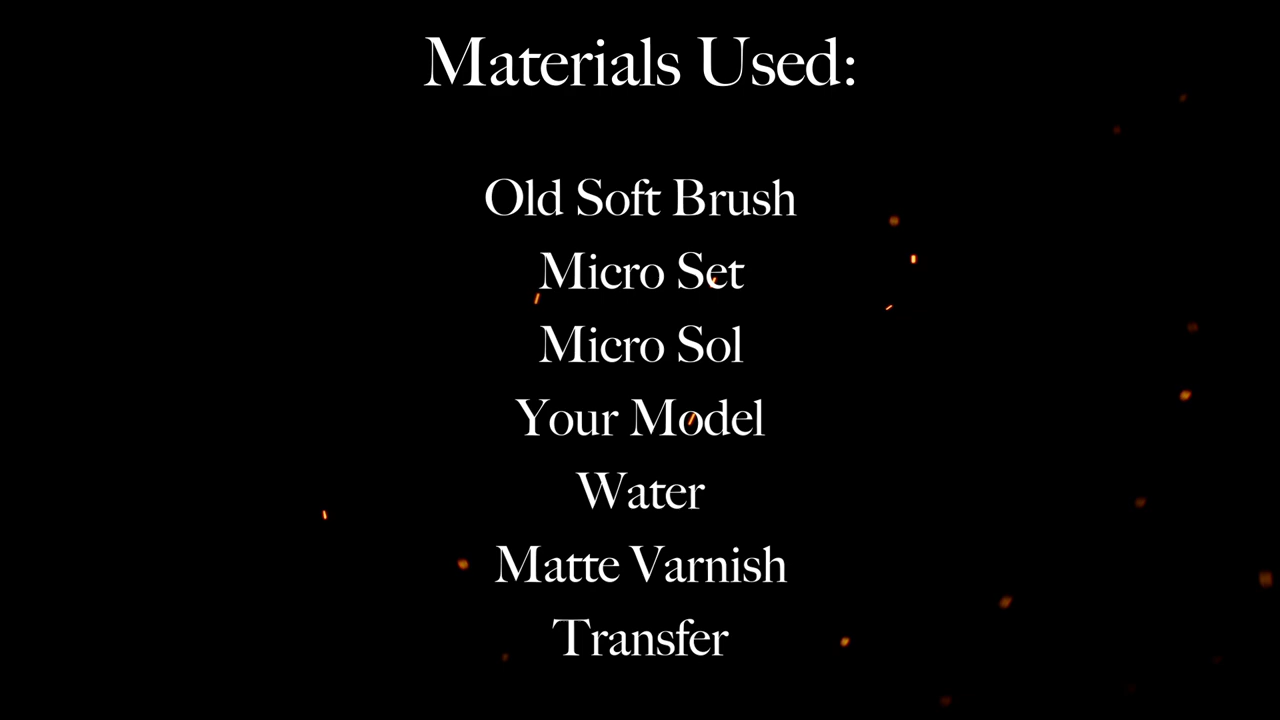 Materials Used:
Old Soft Brush
Micro Set
Micro Sol
Your Model
Water
Matte Varnish
Transfer